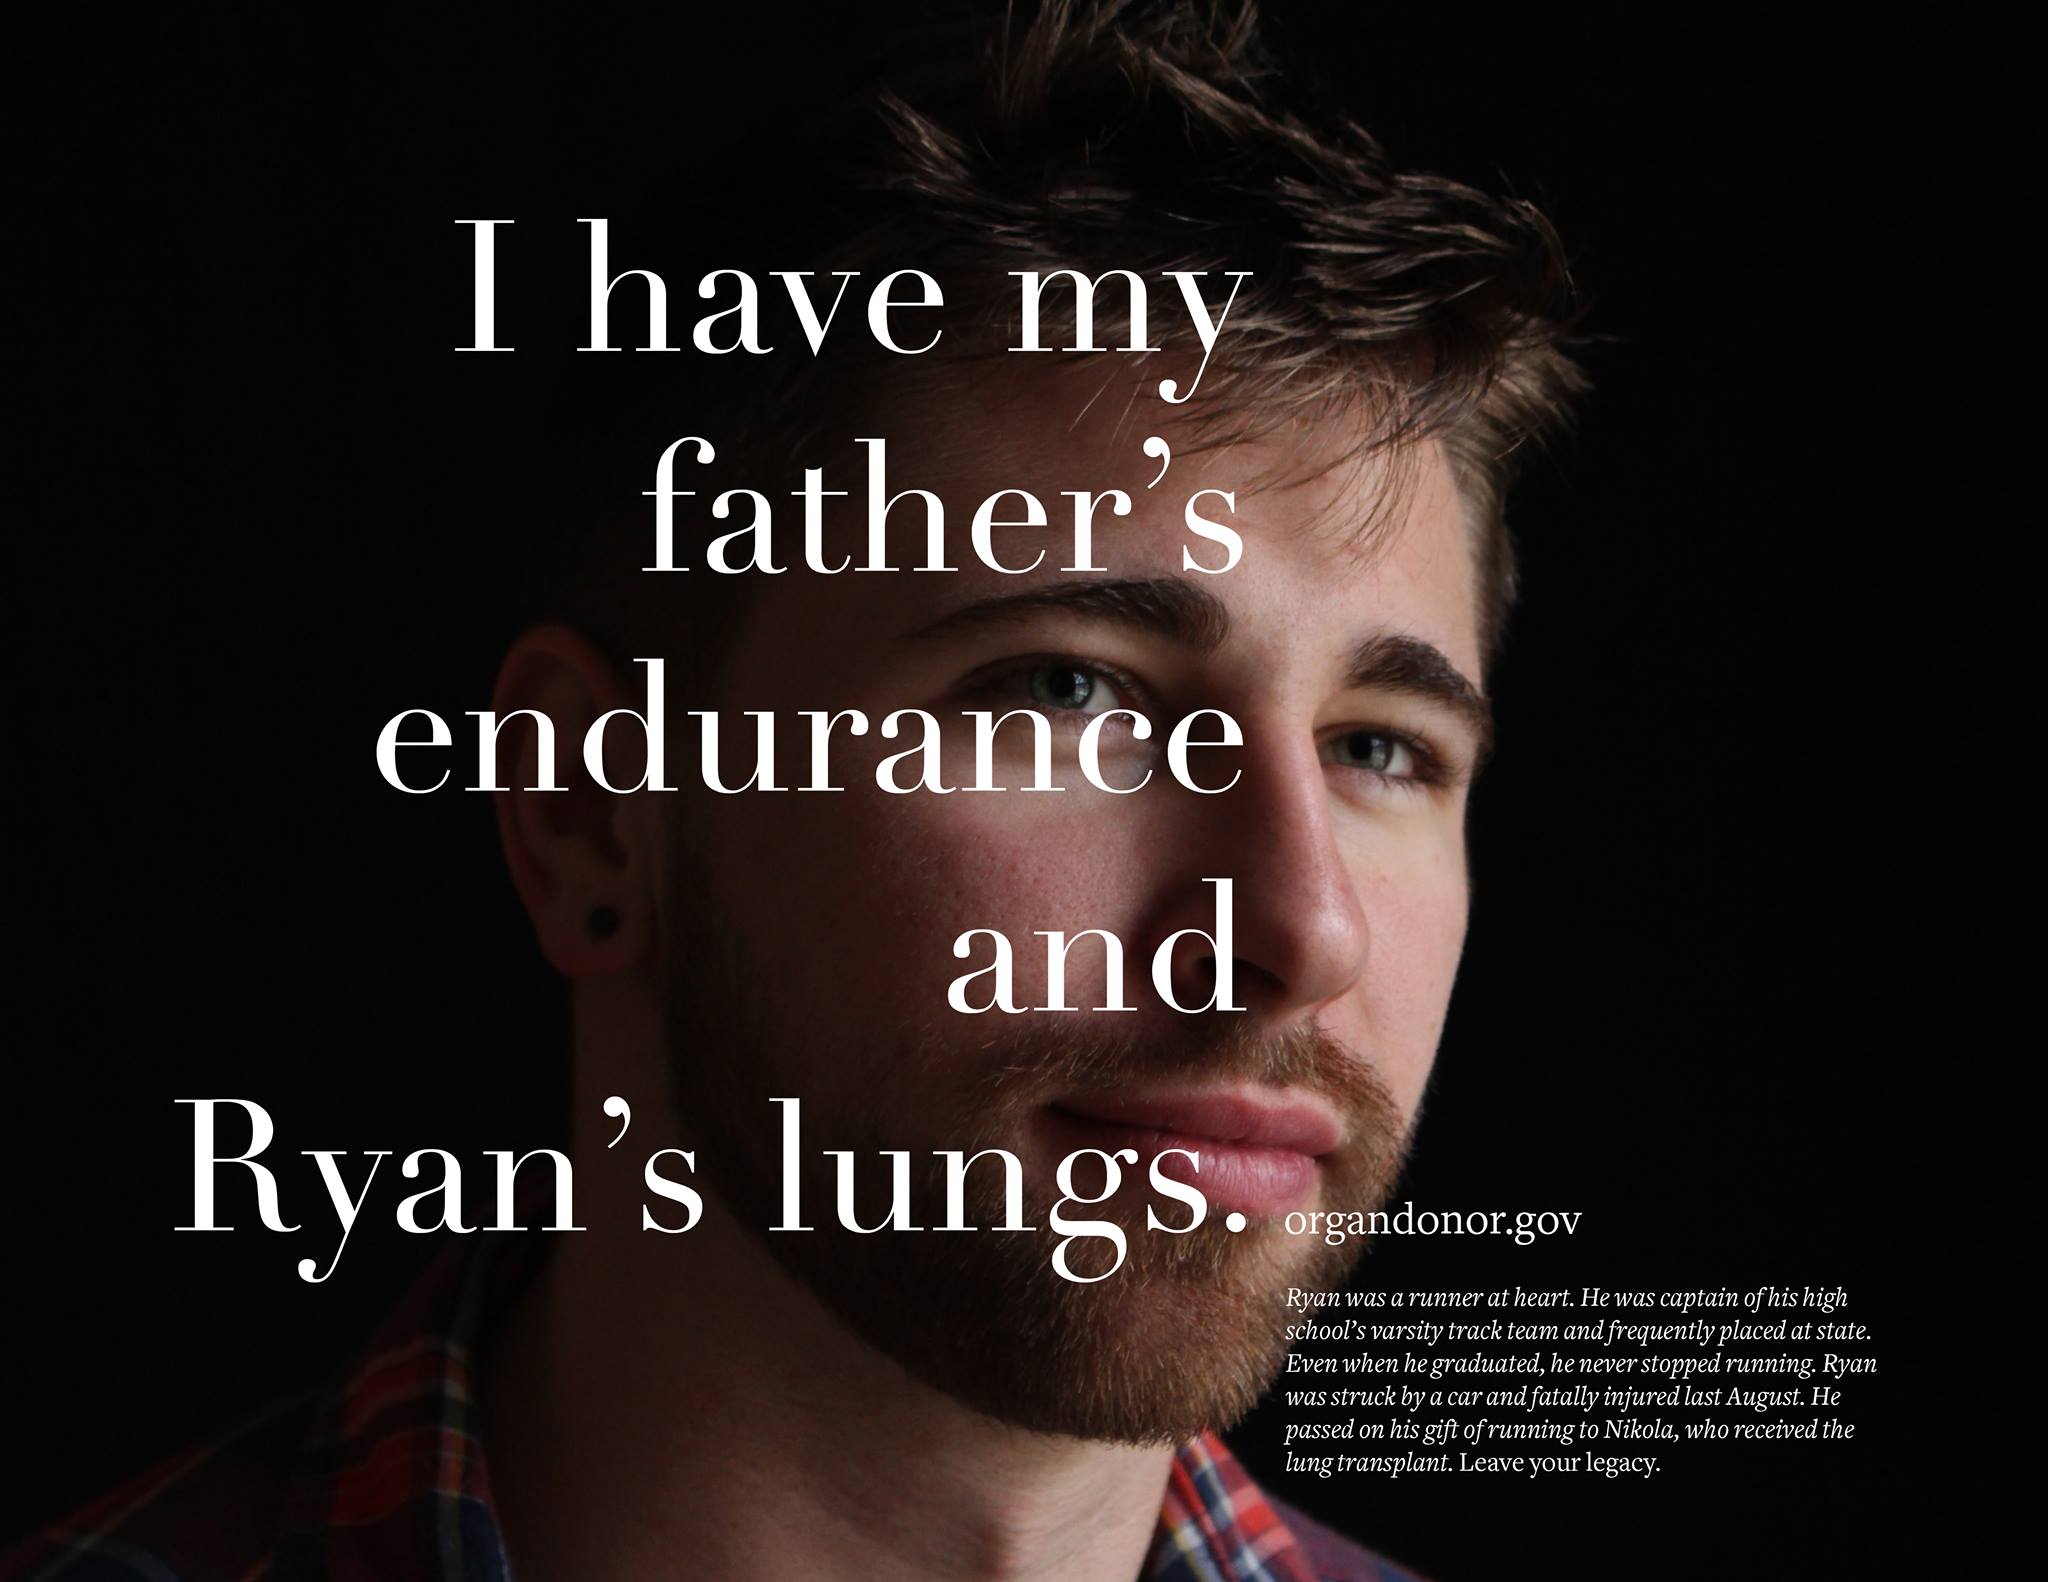 I have my
father’s
endurance
and
Ryan’s lungs.
organdonor.gov
Ryan was a runner at heart. He was captain of his high
school’s varsity track team and frequently placed at state.
Even when he graduated, he never stopped running. Ryan
was struck by a car and fatally injured last August. He
passed on his gift of running to Nikola, who received the
lung transplant. Leave your legacy.